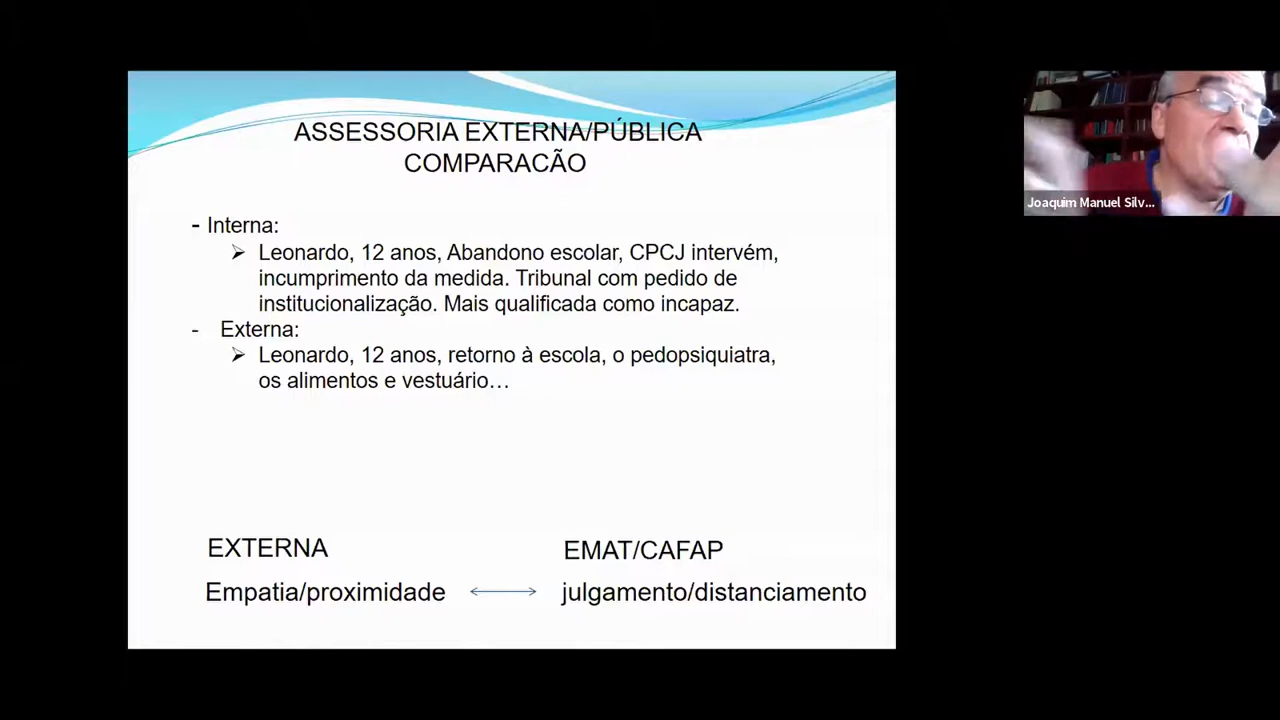 ASSESSORIA EXTERNA/PÚBLICA
COMPARACÃO
- Interna:
➢ Leonardo, 12 anos, Abandono escolar, CPCJ intervém,
incumprimento da medida. Tribunal com pedido de
institucionalização. Mais qualificada como incapaz.
- Externa:
➢ Leonardo, 12 anos, retorno à escola, o pedopsiquiatra,
os alimentos e vestuário…
EXTERNA
EMAT/CAFAP
Empatia/proximidade
julgamento/distanciamento
Joaquim Manuel Silv...